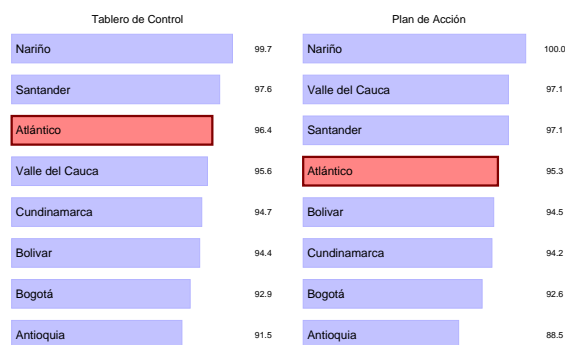 Tablero de Control
Nariño 99.7
Santander 97.6
Atlántico 96.4
Valle del Cauca 95.6
Cundinamarca 94.7
Bolivar 94.4
Bogotá 92.9
Antioquia 91.5
Plan de Acción
Nariño 100.0
Valle del Cauca 97.1
Santander 97.1
Atlántico 95.3
Bolivar 94.5
Cundinamarca 94.2
Bogotá 92.6
Antioquia 88.5